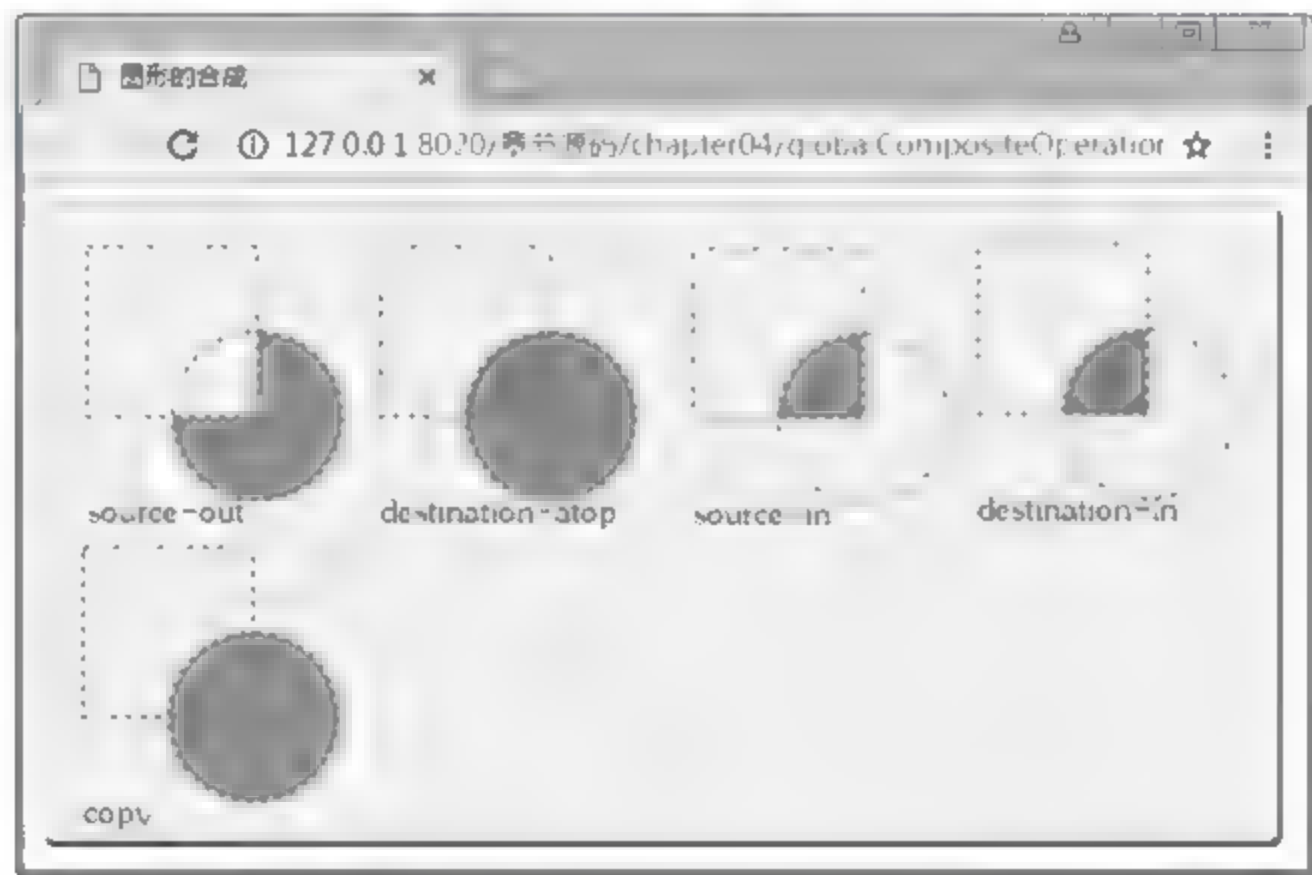 图形的合成 ×
127.0.0.1:8020/ /chapter04/globalCompositeOperation
source-out destination-atop source-in destination-in
copy